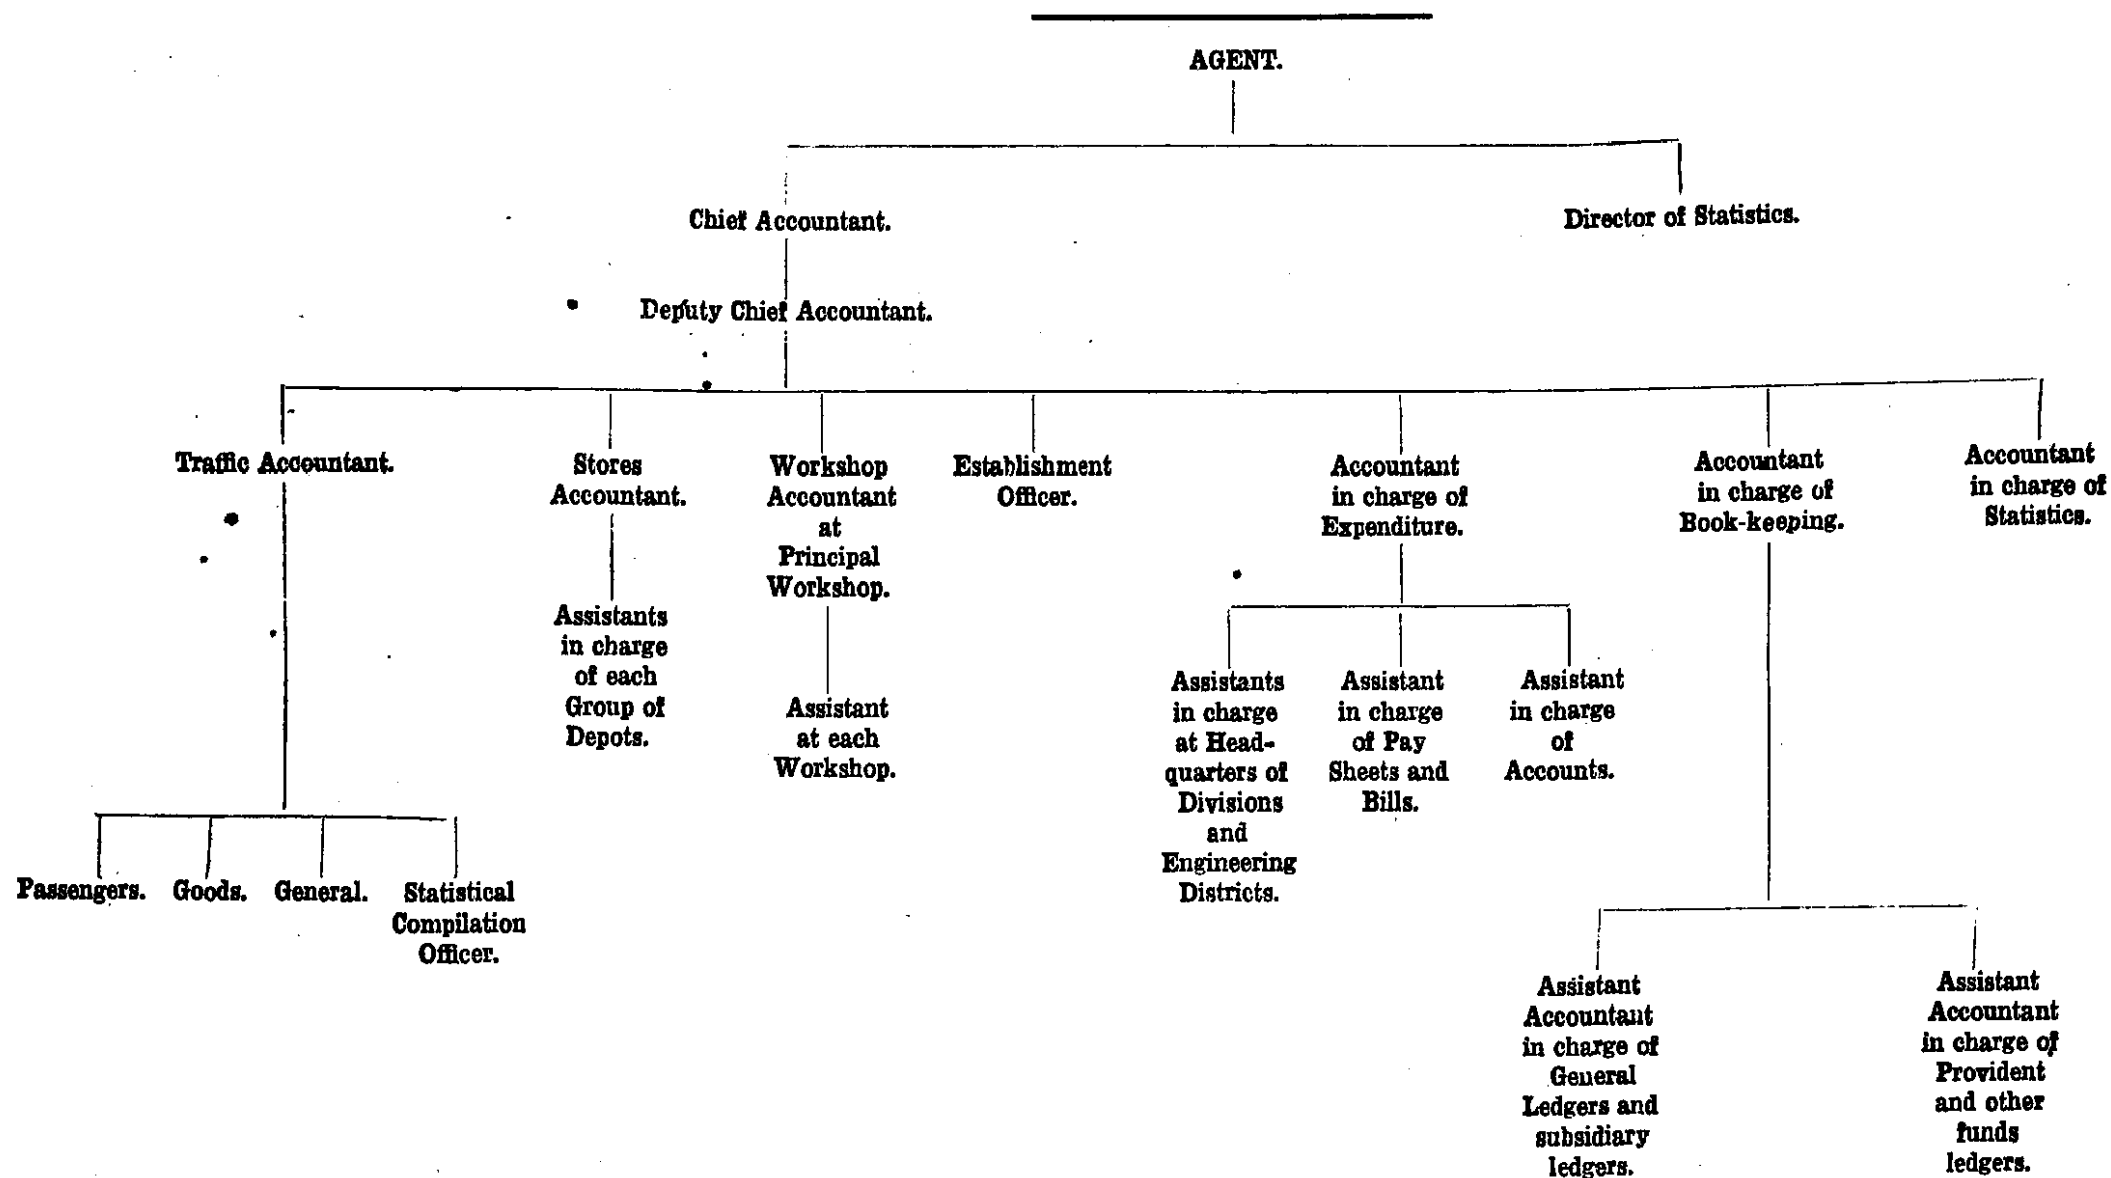 AGENT.
Chief Accountant.
Director of Statistics.
Deputy Chief Accountant.
Traffic Accountant.
Stores
Accountant.
Workshop
Accountant
at
Principal
Workshop.
Establishment
Officer.
Accountant
in charge of
Expenditure.
Accountant
in charge of
Book-keeping.
Accountant
in charge of
Statistics.
Assistants
in charge
of each
Group of
Depots.
Assistant
at each
Workshop.
Assistants
in charge
at Head-
quarters of
Divisions
and
Engineering
Districts.
Assistant
in charge
of Pay
Sheets and
Bills.
Assistant
in charge
of
Accounts.
Passengers.
Goods.
General.
Statistical
Compilation
Officer.
Assistant
Accountant
in charge of
General
Ledgers and
subsidiary
ledgers.
Assistant
Accountant
in charge of
Provident
and other
funds
ledgers.